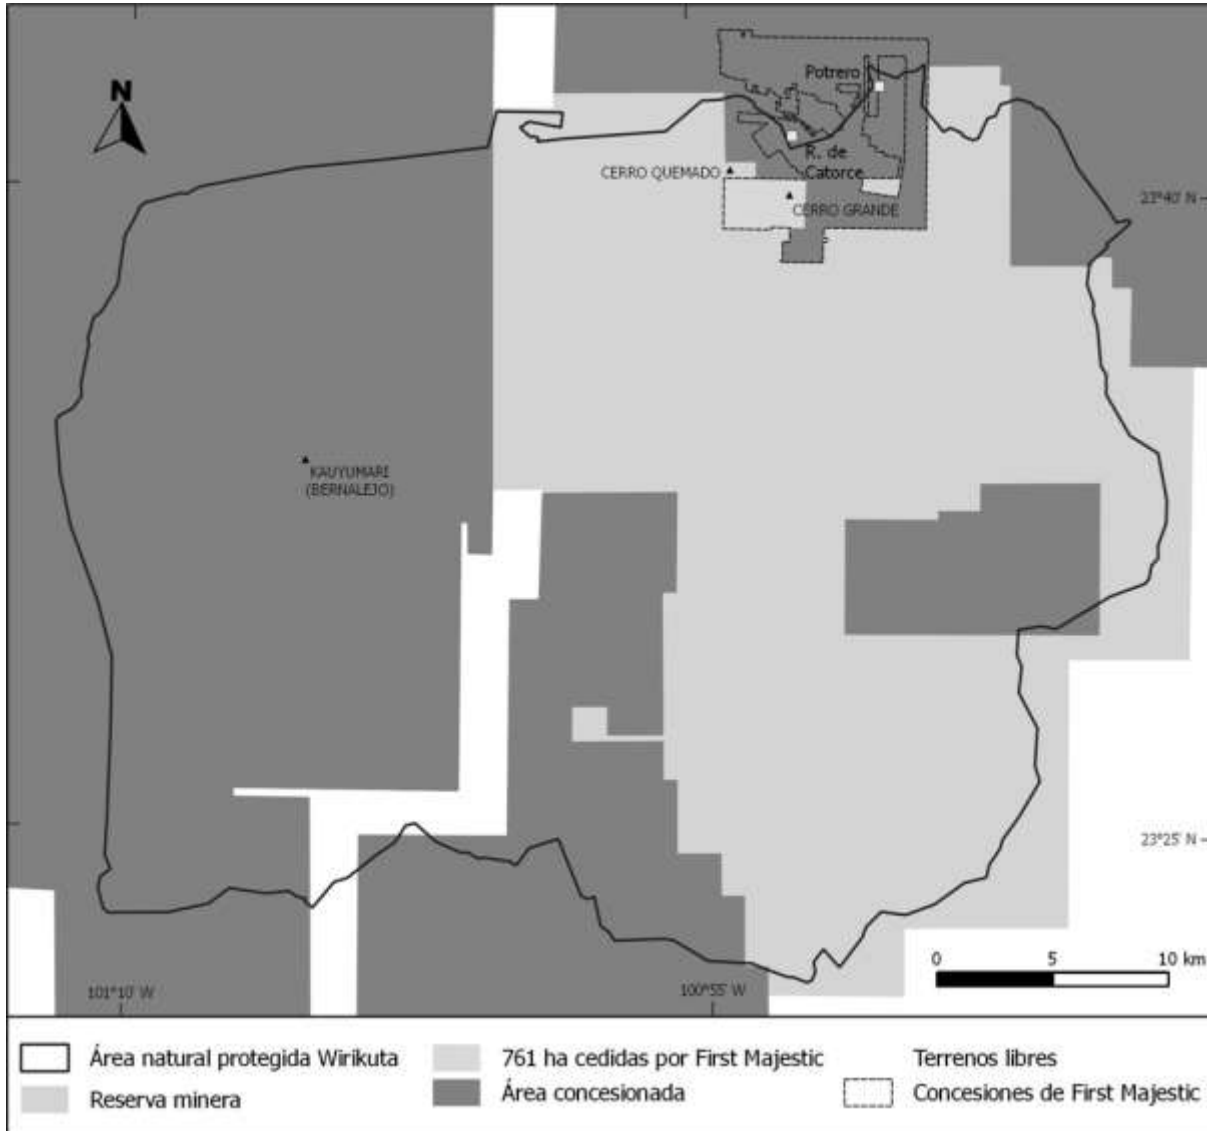 N
Potrero
R. de
Catorce
CERRO QUEMADO
CERRO GRANDE
23°40' N
KAUYUMARI
(BERNALEJO)
23°25' N
0 5 10 km
101°10' W
100°55' W
Área natural protegida Wirikuta
761 ha cedidas por First Majestic
Terrenos libres
Reserva minera
Área concesionada
Concesiones de First Majestic